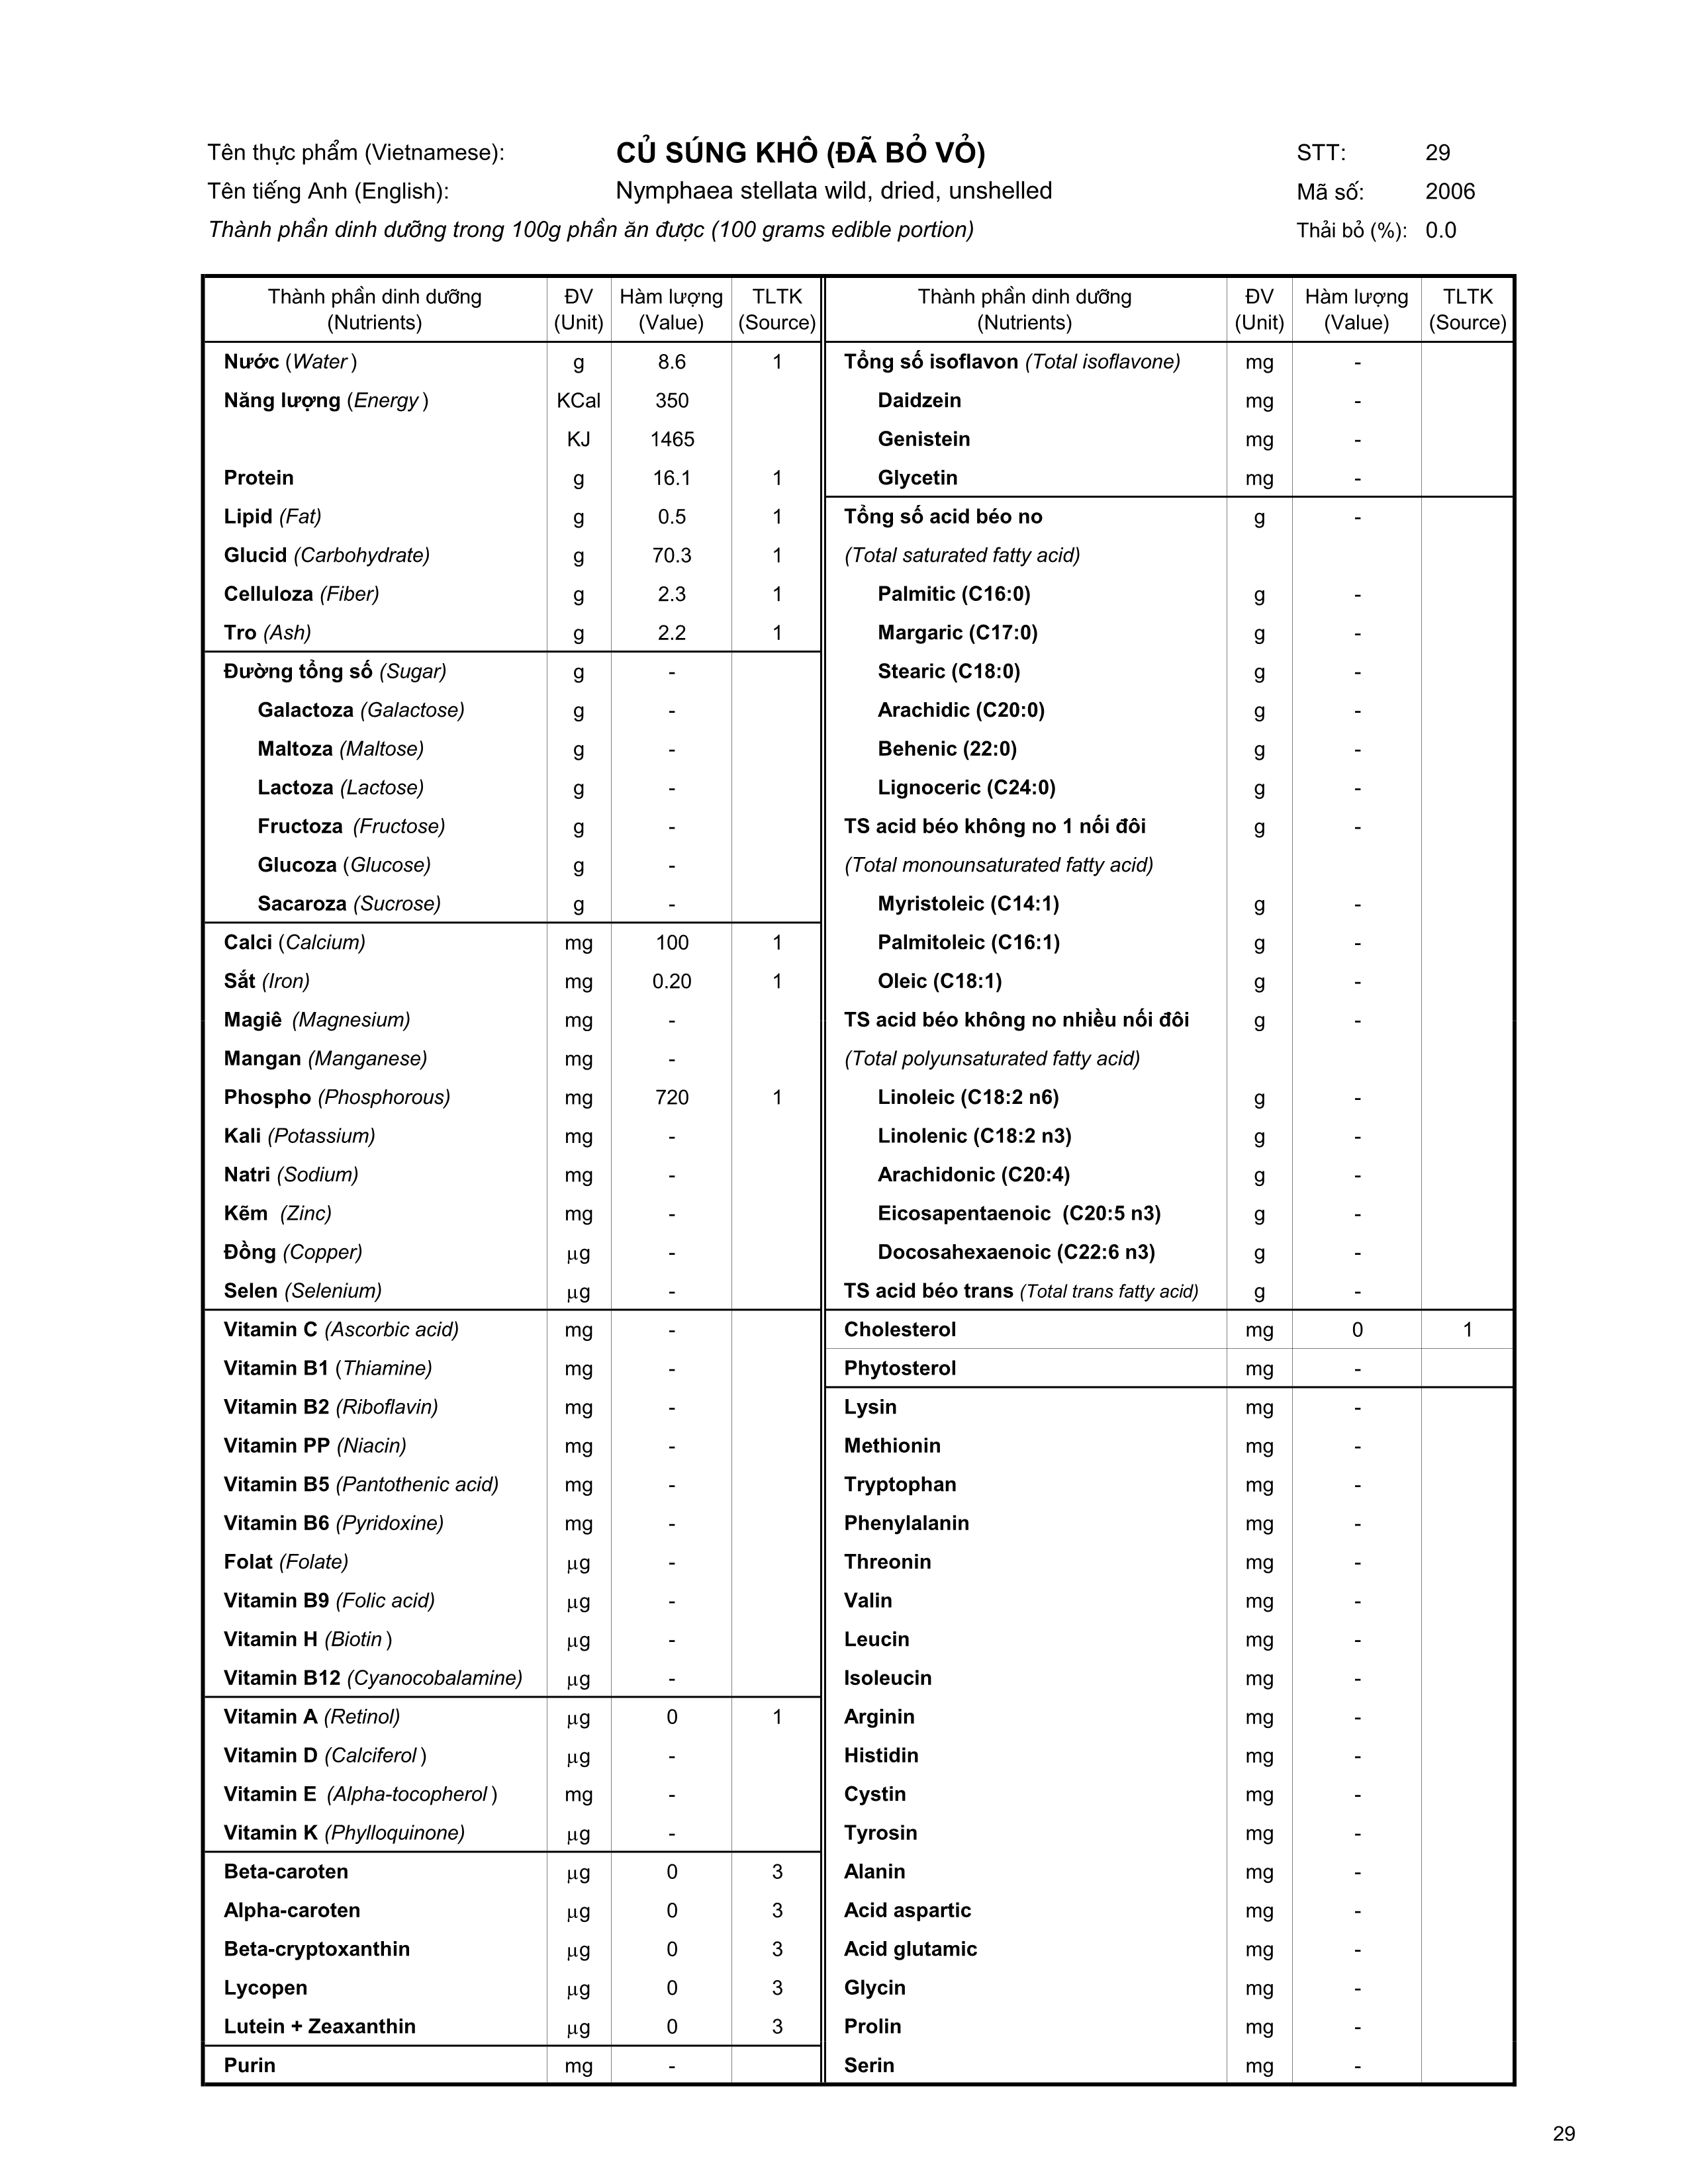 Tên thực phẩm (Vietnamese): CỦ SÚNG KHÔ (ĐÃ BỎ VỎ) STT: 29
Tên tiếng Anh (English): Nymphaea stellata wild, dried, unshelled Mã số: 2006
Thành phần dinh dưỡng trong 100g phần ăn được (100 grams edible portion) Thải bỏ (%): 0.0
Thành phần dinh dưỡng ĐV Hàm lượng TLTK Thành phần dinh dưỡng ĐV Hàm lượng TLTK
(Nutrients) (Unit) (Value) (Source) (Nutrients) (Unit) (Value) (Source)
Nước (Water) g 8.6 1 Tổng số isoflavon (Total isoflavone) mg -
Năng lượng (Energy) KCal 350 Daidzein mg -
KJ 1465 Genistein mg -
Protein g 16.1 1 Glycetin mg -
Lipid (Fat) g 0.5 1 Tổng số acid béo no g -
Glucid (Carbohydrate) g 70.3 1 (Total saturated fatty acid)
Celluloza (Fiber) g 2.3 1 Palmitic (C16:0) g -
Tro (Ash) g 2.2 1 Margaric (C17:0) g -
Đường tổng số (Sugar) g - Stearic (C18:0) g -
Galactoza (Galactose) g - Arachidic (C20:0) g -
Maltoza (Maltose) g - Behenic (22:0) g -
Lactoza (Lactose) g - Lignoceric (C24:0) g -
Fructoza (Fructose) g - TS acid béo không no 1 nối đôi g -
Glucoza (Glucose) g - (Total monounsaturated fatty acid)
Sacaroza (Sucrose) g - Myristoleic (C14:1) g -
Calci (Calcium) mg 100 1 Palmitoleic (C16:1) g -
Sắt (Iron) mg 0.20 1 Oleic (C18:1) g -
Magiê (Magnesium) mg - TS acid béo không no nhiều nối đôi g -
Mangan (Manganese) mg - (Total polyunsaturated fatty acid)
Phospho (Phosphorous) mg 720 1 Linoleic (C18:2 n6) g -
Kali (Potassium) mg - Linolenic (C18:2 n3) g -
Natri (Sodium) mg - Arachidonic (C20:4) g -
Kẽm (Zinc) mg - Eicosapentaenoic (C20:5 n3) g -
Đồng (Copper) μg - Docosahexaenoic (C22:6 n3) g -
Selen (Selenium) μg - TS acid béo trans (Total trans fatty acid) g -
Vitamin C (Ascorbic acid) mg - Cholesterol mg 0 1
Vitamin B1 (Thiamine) mg - Phytosterol mg -
Vitamin B2 (Riboflavin) mg - Lysin mg -
Vitamin PP (Niacin) mg - Methionin mg -
Vitamin B5 (Pantothenic acid) mg - Tryptophan mg -
Vitamin B6 (Pyridoxine) mg - Phenylalanin mg -
Folat (Folate) μg - Threonin mg -
Vitamin B9 (Folic acid) μg - Valin mg -
Vitamin H (Biotin) μg - Leucin mg -
Vitamin B12 (Cyanocobalamine) μg - Isoleucin mg -
Vitamin A (Retinol) μg 0 1 Arginin mg -
Vitamin D (Calciferol) μg - Histidin mg -
Vitamin E (Alpha-tocopherol) mg - Cystin mg -
Vitamin K (Phylloquinone) μg - Tyrosin mg -
Beta-caroten μg 0 3 Alanin mg -
Alpha-caroten μg 0 3 Acid aspartic mg -
Beta-cryptoxanthin μg 0 3 Acid glutamic mg -
Lycopen μg 0 3 Glycin mg -
Lutein + Zeaxanthin μg 0 3 Prolin mg -
Purin mg - Serin mg -
29